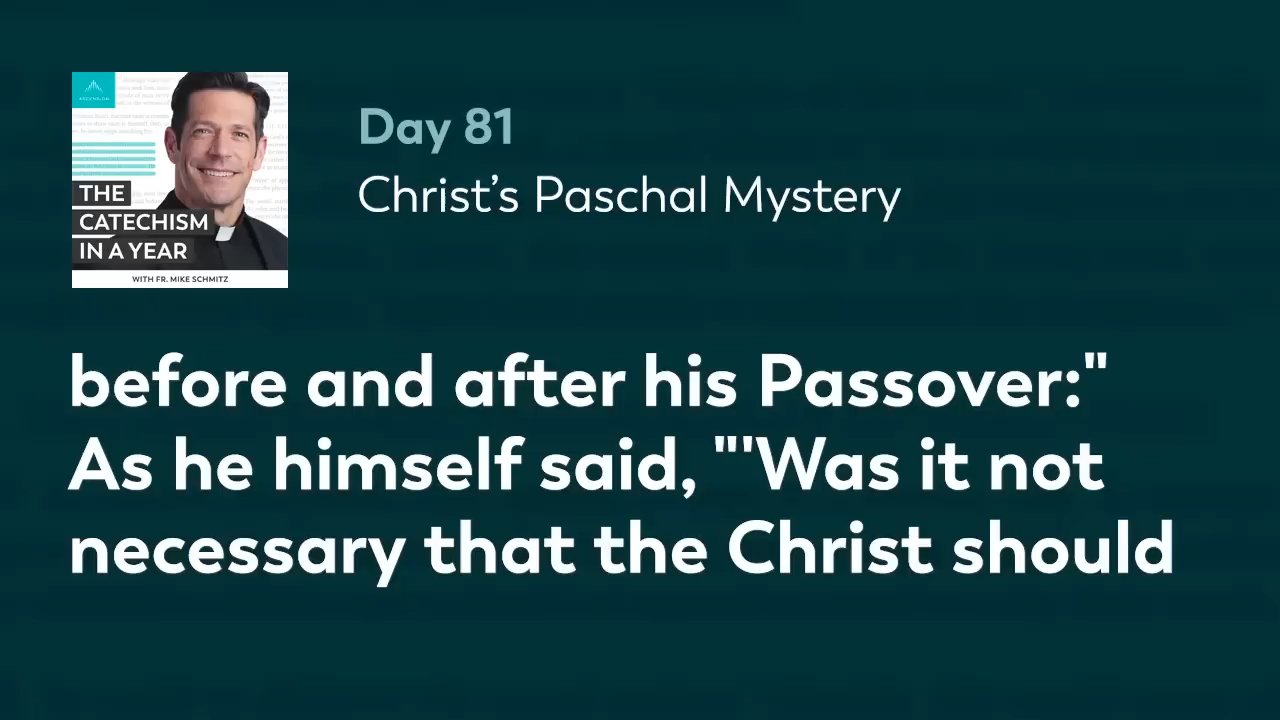 ASCENSION
THE
CATECHISM
IN A YEAR
WITH FR. MIKE SCHMITZ
Day 81
Christ’s Paschal Mystery
before and after his Passover:"
As he himself said, "'Was it not
necessary that the Christ should